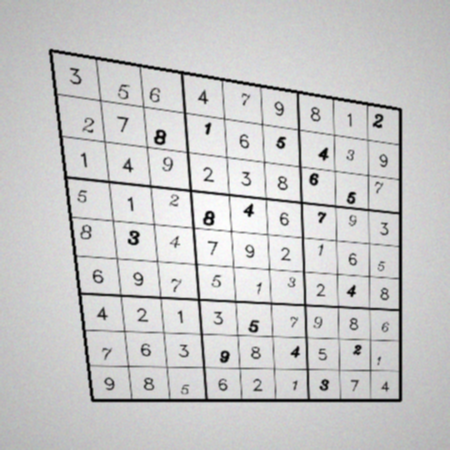 3 5 6 4 7 9 8 1 2
2 7 8 1 6 5 4 3 9
1 4 9 2 3 8 6 5 7
5 1 2 8 4 6 7 9 3
8 3 4 7 9 2 1 6 5
6 9 7 5 1 3 2 4 8
4 2 1 3 5 7 9 8 6
7 6 3 9 8 4 5 2 1
9 8 5 6 2 1 3 7 4